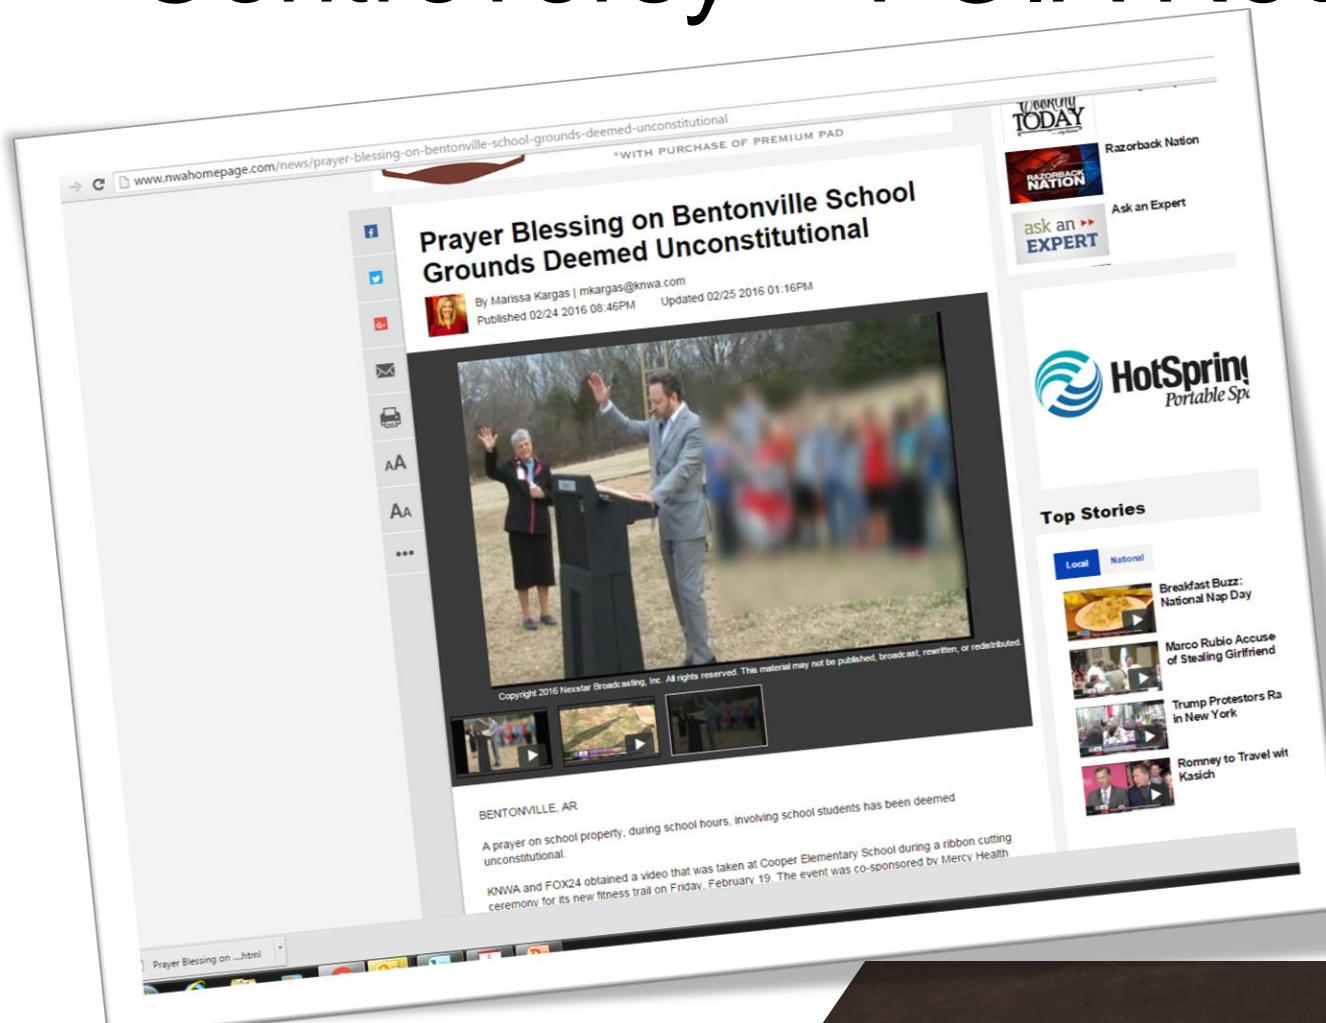 www.nwahomepage.com/news/prayer-blessing-on-bentonville-school-grounds-deemed-unconstitutional
*WITH PURCHASE OF PREMIUM PAD
Prayer Blessing on Bentonville School
Grounds Deemed Unconstitutional
By Marissa Kargas | mkargas@knwa.com
Published 02/24 2016 08:46PM Updated 02/25 2016 01:16PM
AA
AA
Copyright 2016 Nexstar Broadcasting, Inc. All rights reserved. This material may not be published, broadcast, rewritten, or redistributed.
BENTONVILLE, AR
A prayer on school property, during school hours, involving school students has been deemed
unconstitutional.
KNWA and FOX24 obtained a video that was taken at Cooper Elementary School during a ribbon cutting
ceremony for its new fitness trail on Friday, February 19. The event was co-sponsored by Mercy Health
TODAY
RAZORBACK
NATION
Razorback Nation
ask an
EXPERT
Ask an Expert
HotSpring
Portable Spa
Top Stories
Local National
Breakfast Buzz:
National Nap Day
Marco Rubio Accuse
of Stealing Girlfriend
Trump Protestors Ra
in New York
Romney to Travel wit
Kasich
Prayer Blessing on ....html